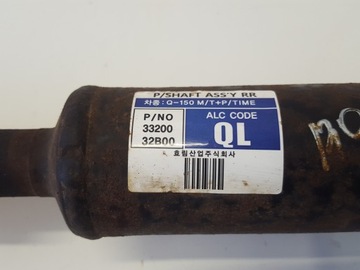 P/SHAFT ASS'Y RR
차종 : Q-150 M/T+P/TIME
P/NO
33200
32B00
ALC CODE
QL
효림산업주식회사